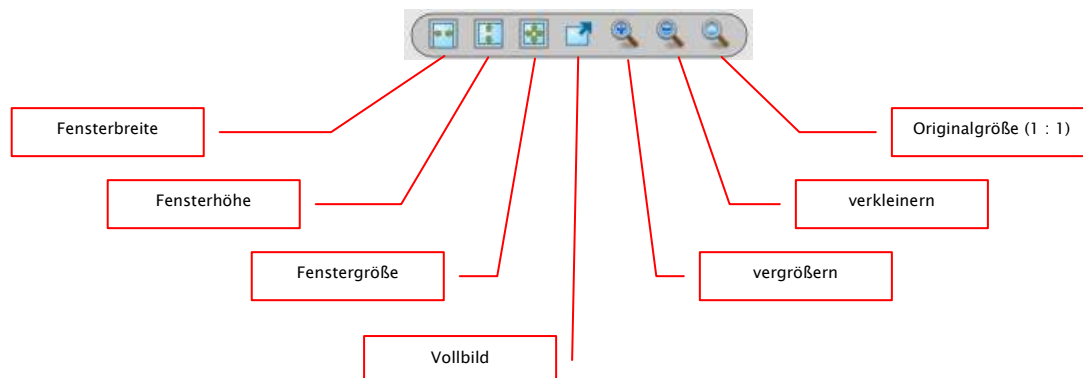 Fensterbreite
Originalgröße (1 : 1)
Fensterhöhe
verkleinern
Fenstergröße
vergrößern
Vollbild